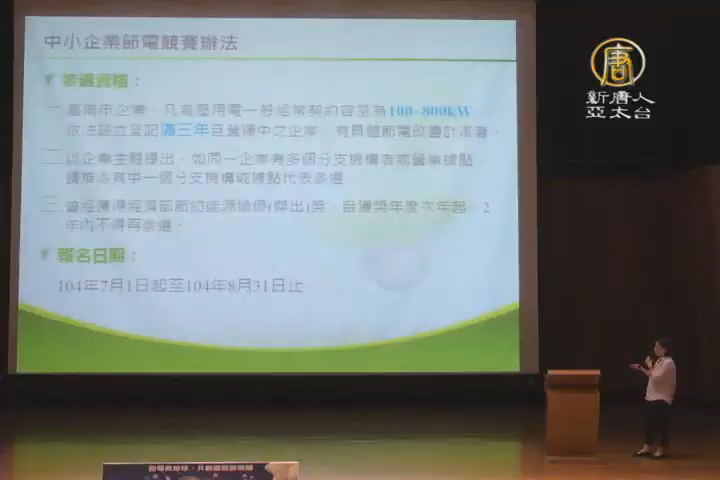 中小企業節電競賽辦法
參選資格：
一、臺南市企業，凡高壓用電一般經常契約容量為100~800kW，
依法設立登記滿三年且營運中之企業，有具體節電改善計畫者。
二、以企業主體提出，如同一企業有多個分支機構者或營業據點，
請推派其中一個分支機構或據點代表參選。
三、曾經獲得經濟部節約能源績優(傑出)獎，自獲獎年度次年起，2
年內不得再參選。
報名日期：
104年7月1日起至104年8月31日止
唐
新唐人
亞太台